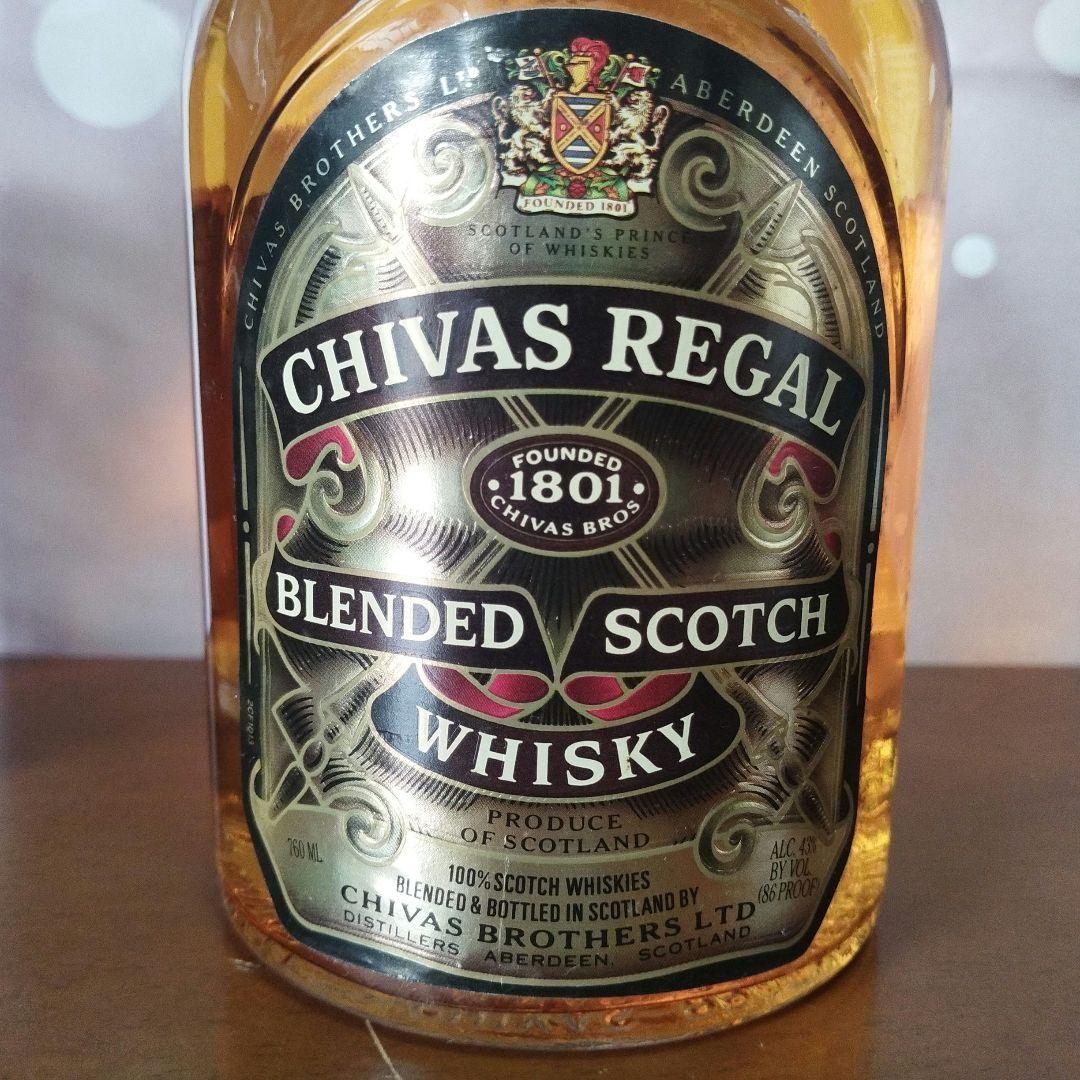 CHIVAS BROTHERS LTD ABERDEEN SCOTLAND
FOUNDED 1801
SCOTLAND'S PRINCE
OF WHISKIES
CHIVAS REGAL
FOUNDED
1801
CHIVAS BROS
BLENDED SCOTCH
WHISKY
PRODUCE
OF SCOTLAND
760 ML
ALC. 43%
BY VOL.
(86 PROOF)
100% SCOTCH WHISKIES
BLENDED & BOTTLED IN SCOTLAND BY
CHIVAS BROTHERS LTD
DISTILLERS ABERDEEN, SCOTLAND